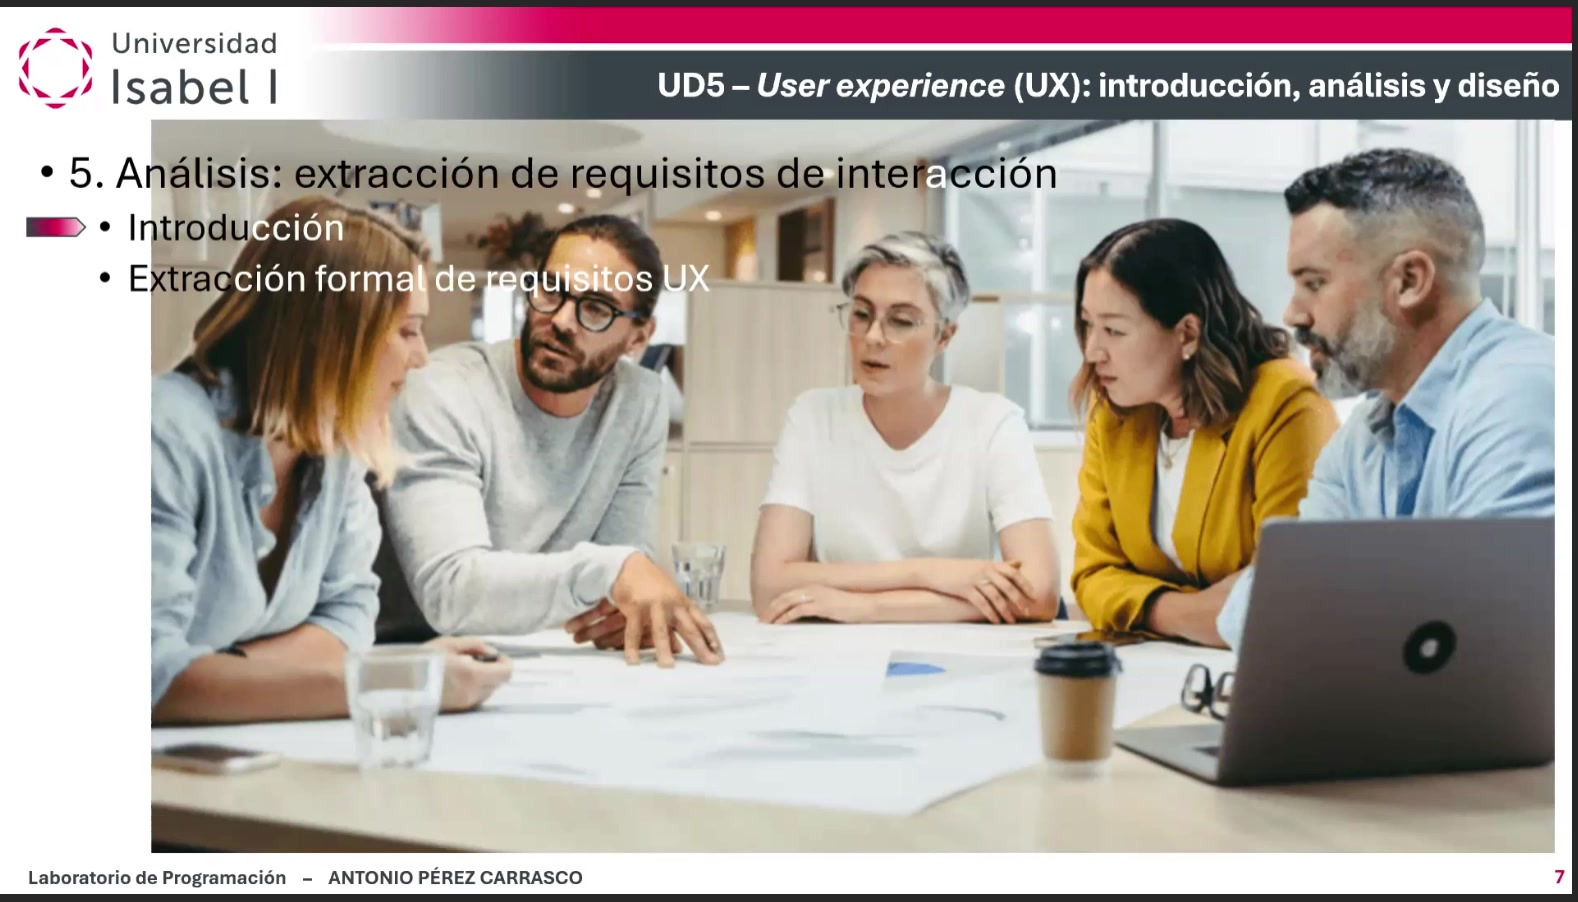 Universidad
Isabel I
UD5 – User experience (UX): introducción, análisis y diseño
• 5. Análisis: extracción de requisitos de interacción
• Introducción
• Extracción formal de requisitos UX
Laboratorio de Programación – ANTONIO PÉREZ CARRASCO
7